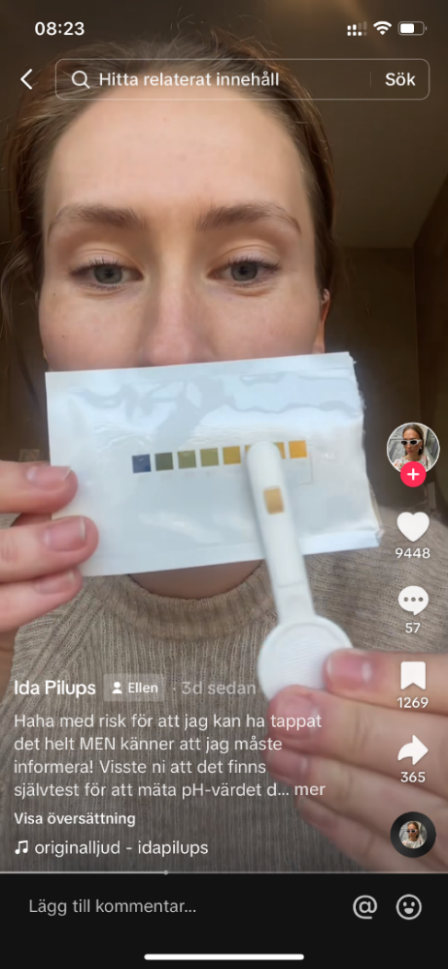 08:23
Hitta relaterat innehåll
Sök
9448
57
1269
365
Ida Pilups Ellen · 3d sedan
Haha med risk för att jag kan ha tappat
det helt MEN känner att jag måste
informera! Visste ni att det finns
självtest för att mäta pH-värdet d... mer
Visa översättning
originalljud - idapilups
Lägg till kommentar...